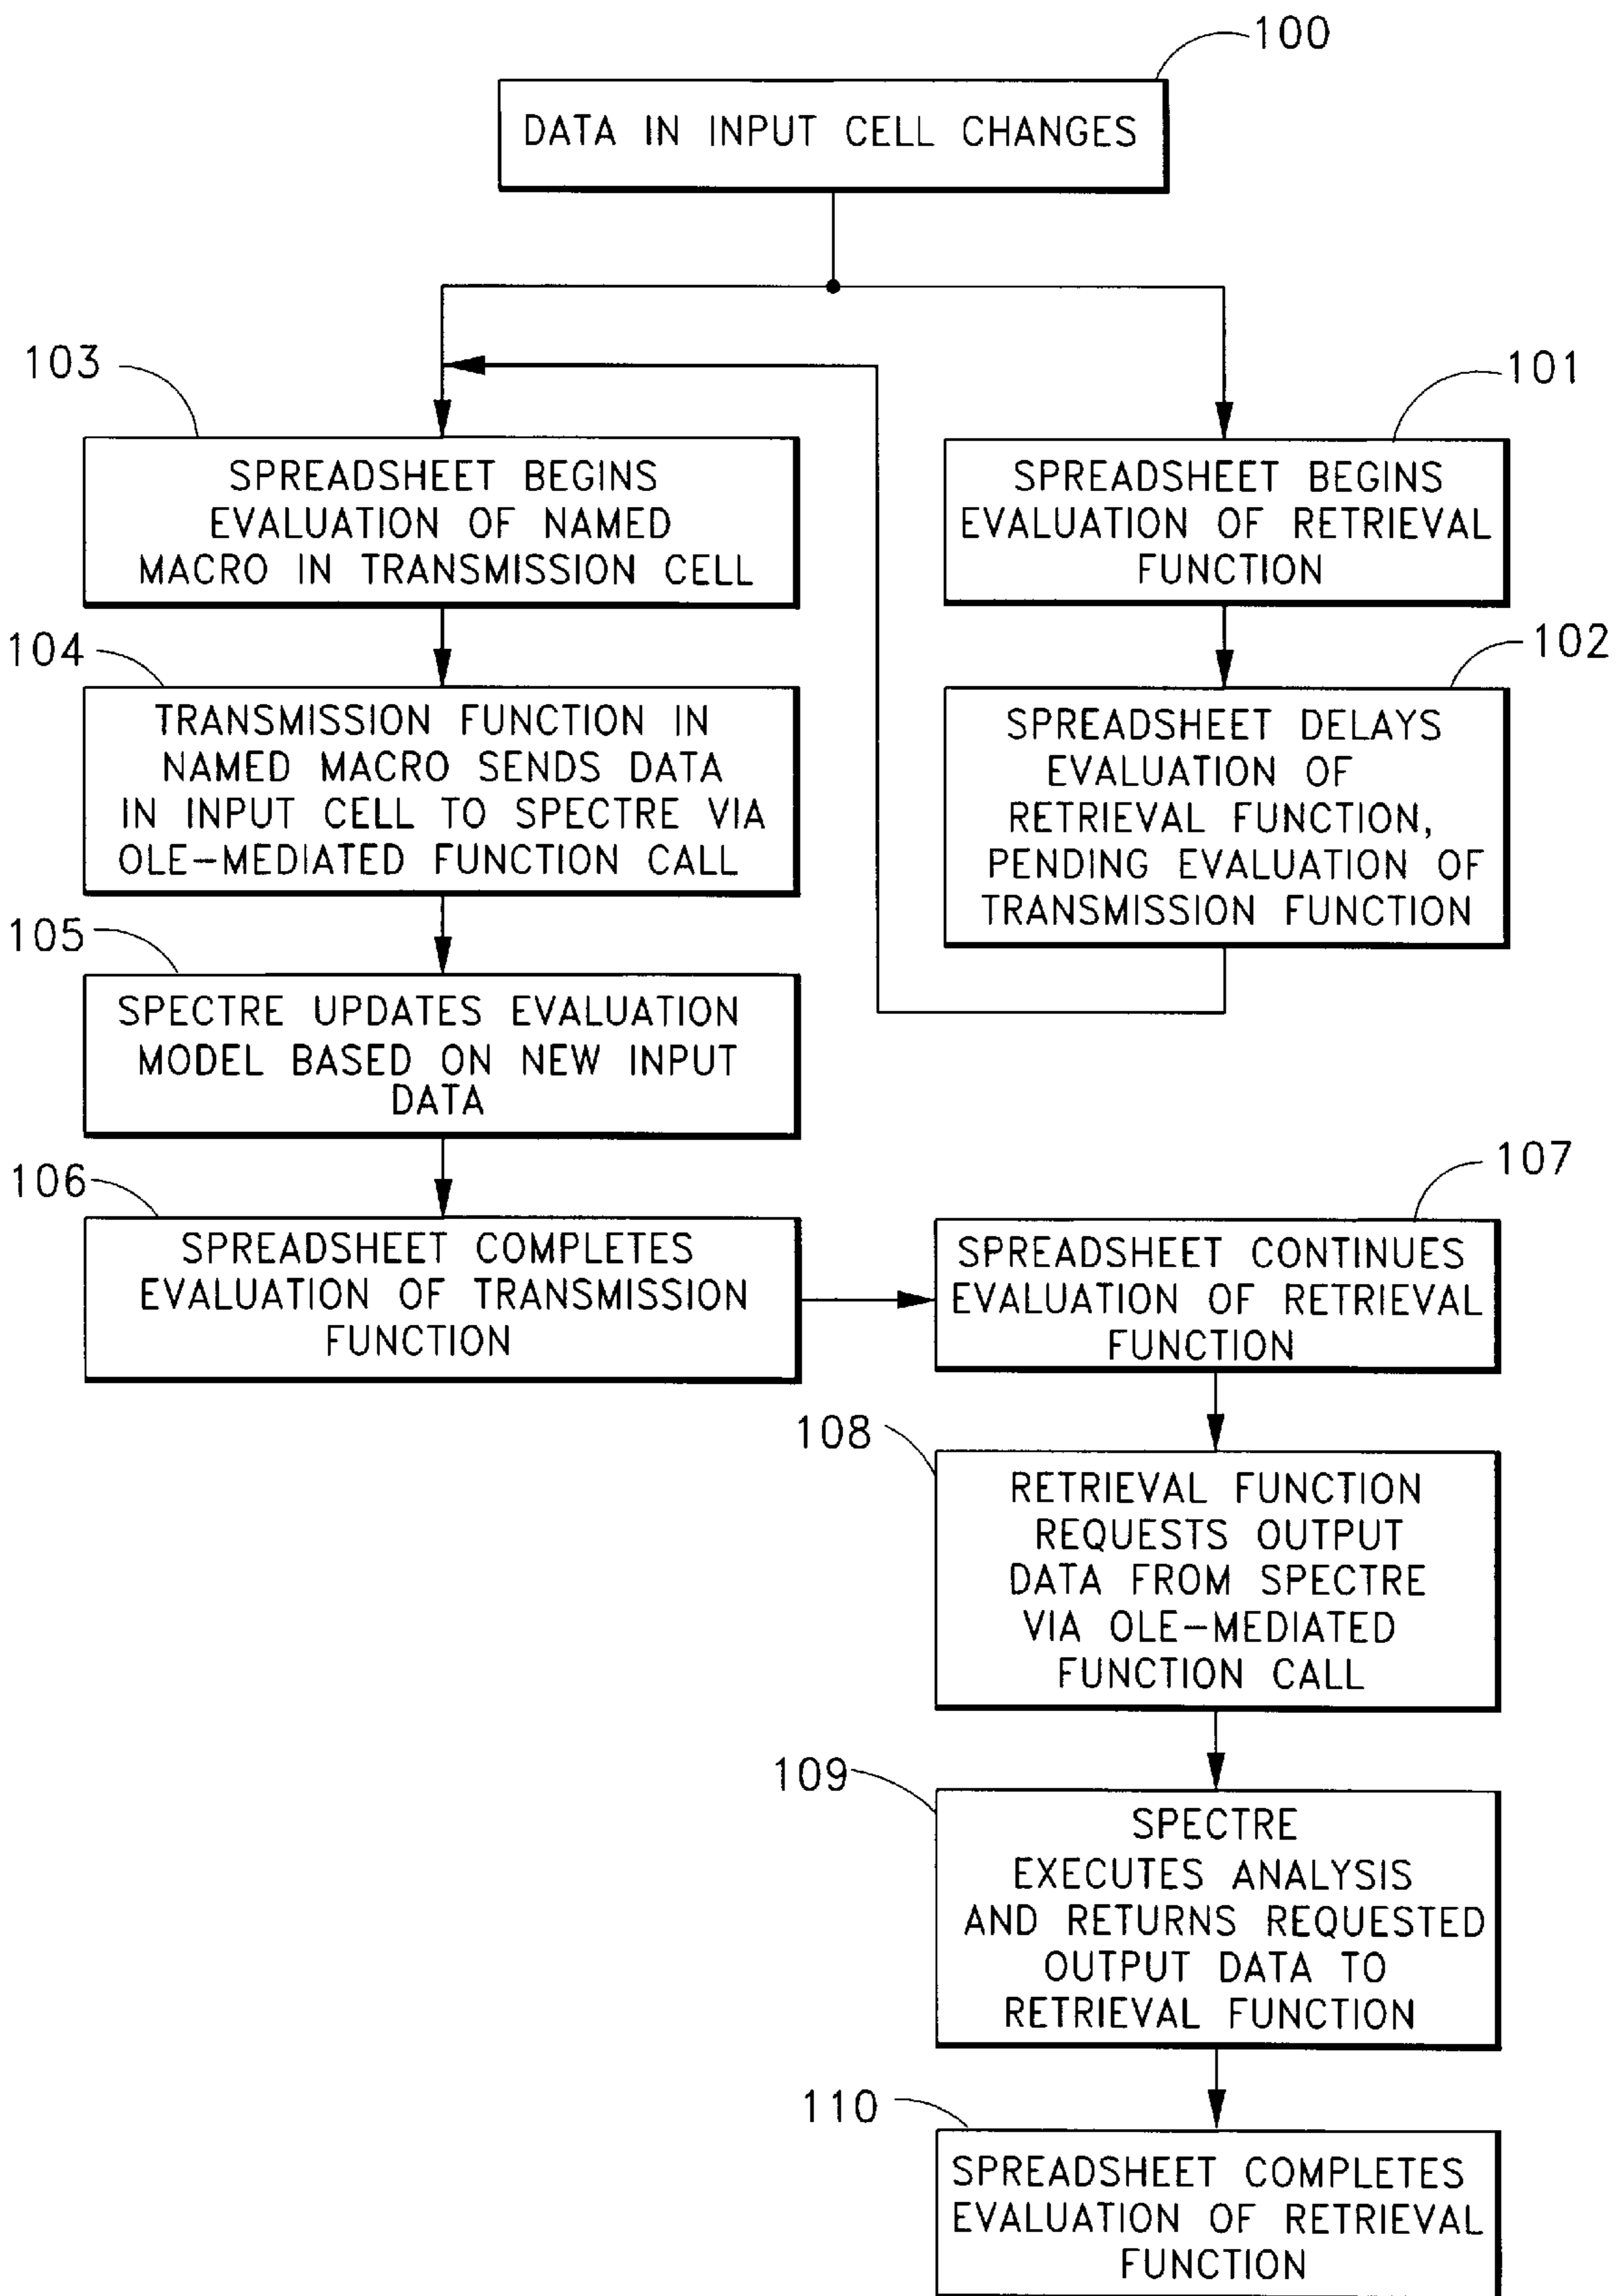 100
DATA IN INPUT CELL CHANGES
103
SPREADSHEET BEGINS
EVALUATION OF NAMED
MACRO IN TRANSMISSION CELL
101
SPREADSHEET BEGINS
EVALUATION OF RETRIEVAL
FUNCTION
104
TRANSMISSION FUNCTION IN
NAMED MACRO SENDS DATA
IN INPUT CELL TO SPECTRE VIA
OLE-MEDIATED FUNCTION CALL
102
SPREADSHEET DELAYS
EVALUATION OF
RETRIEVAL FUNCTION,
PENDING EVALUATION OF
TRANSMISSION FUNCTION
105
SPECTRE UPDATES EVALUATION
MODEL BASED ON NEW INPUT
DATA
106
SPREADSHEET COMPLETES
EVALUATION OF TRANSMISSION
FUNCTION
107
SPREADSHEET CONTINUES
EVALUATION OF RETRIEVAL
FUNCTION
108
RETRIEVAL FUNCTION
REQUESTS OUTPUT
DATA FROM SPECTRE
VIA OLE-MEDIATED
FUNCTION CALL
109
SPECTRE
EXECUTES ANALYSIS
AND RETURNS REQUESTED
OUTPUT DATA TO
RETRIEVAL FUNCTION
110
SPREADSHEET COMPLETES
EVALUATION OF RETRIEVAL
FUNCTION